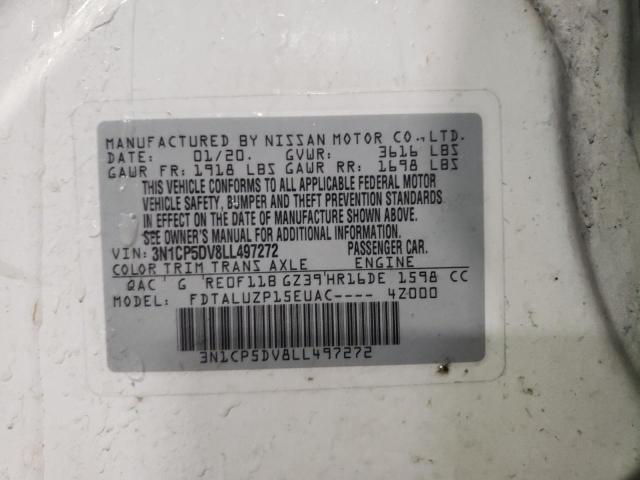 MANUFACTURED BY NISSAN MOTOR CO., LTD.
DATE: 01/20. GVWR: 3616 LBS
GAWR FR: 1918 LBS GAWR RR: 1698 LBS
THIS VEHICLE CONFORMS TO ALL APPLICABLE FEDERAL MOTOR
VEHICLE SAFETY, BUMPER AND THEFT PREVENTION STANDARDS
IN EFFECT ON THE DATE OF MANUFACTURE SHOWN ABOVE.
SEE OWNER'S MANUAL FOR ADDITIONAL INFORMATION.
VIN: 3N1CP5DV8LL497272 PASSENGER CAR.
COLOR TRIM TRANS AXLE ENGINE
QAC G RE0F11B GZ39 HR16DE 1598 CC
MODEL: FDTALUZP15EUAC---- 4Z000
3N1CP5DV8LL497272